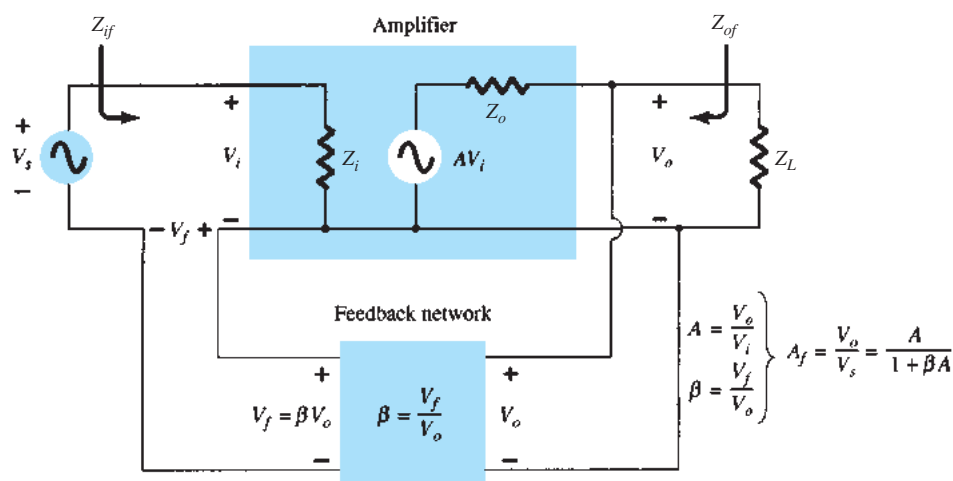 Z_if
Amplifier
Z_of
+
V_s
−
+
V_i
−
Z_i
AV_i
Z_o
+
V_o
−
Z_L
− V_f +
Feedback network
+
V_f = βV_o
−
β = V_f / V_o
+
V_o
−
A = V_o / V_i
β = V_f / V_o
} A_f = V_o / V_s = A / (1 + βA)